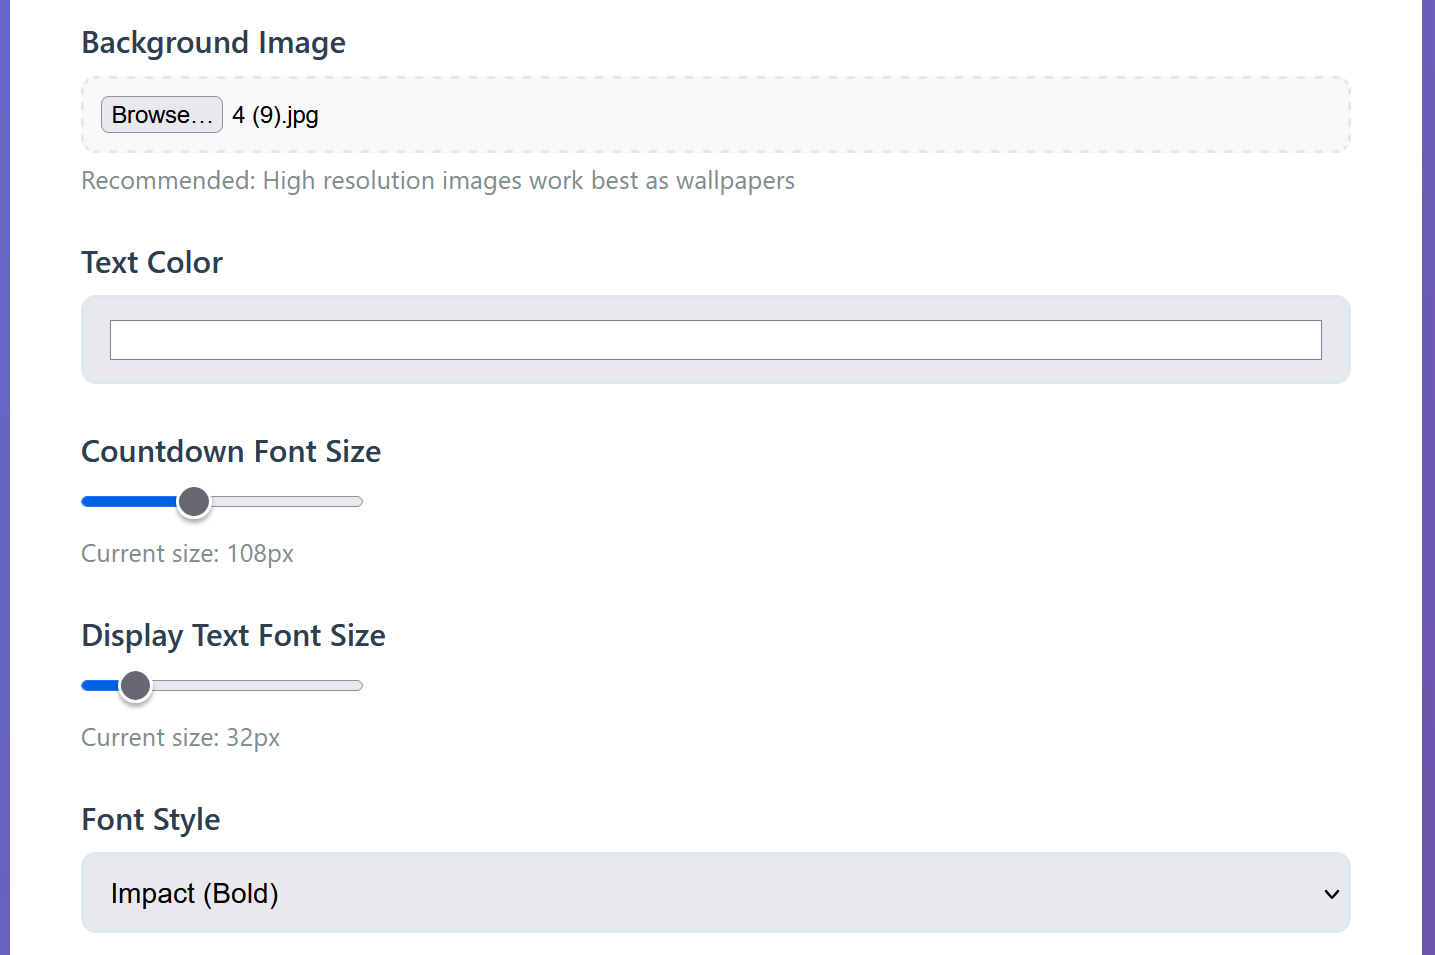 Background Image
Browse… 4 (9).jpg
Recommended: High resolution images work best as wallpapers
Text Color
Countdown Font Size
Current size: 108px
Display Text Font Size
Current size: 32px
Font Style
Impact (Bold)